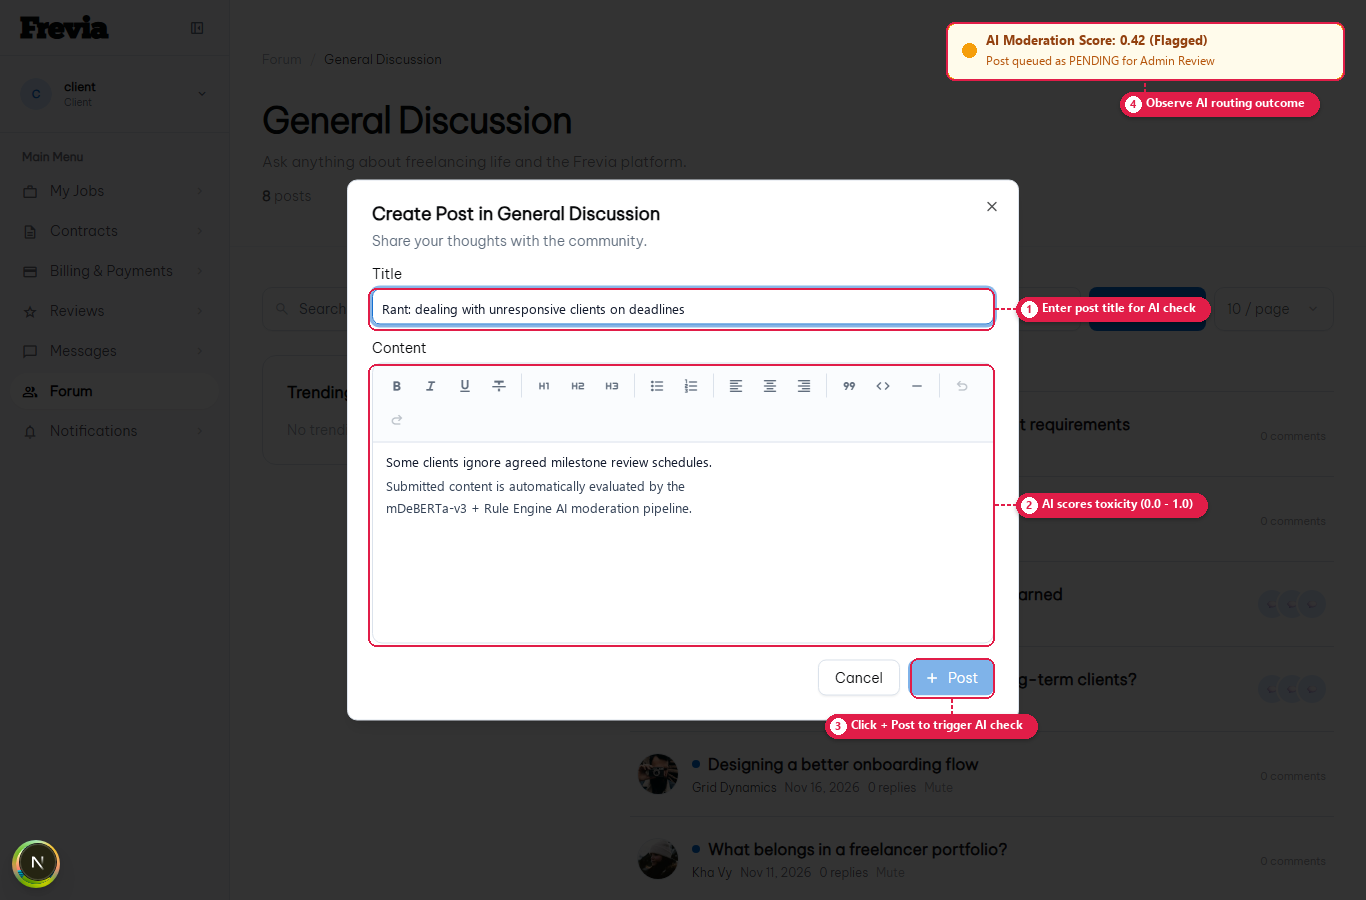 Frevia
C
client
Client
Main Menu
My Jobs
Contracts
Billing & Payments
Reviews
Messages
Forum
Notifications
N
Forum / General Discussion
General Discussion
Ask anything about freelancing life and the Frevia platform.
8 posts
Search
10 / page
Trending
No trend
AI Moderation Score: 0.42 (Flagged)
Post queued as PENDING for Admin Review
4 Observe AI routing outcome
Create Post in General Discussion
Share your thoughts with the community.
Title
Rant: dealing with unresponsive clients on deadlines
1 Enter post title for AI check
Content
B I U T H1 H2 H3 99 <> —
Some clients ignore agreed milestone review schedules.
Submitted content is automatically evaluated by the
mDeBERTa-v3 + Rule Engine AI moderation pipeline.
2 AI scores toxicity (0.0 - 1.0)
Cancel
+ Post
3 Click + Post to trigger AI check
t requirements
0 comments
0 comments
arned
g-term clients?
Designing a better onboarding flow
Grid Dynamics Nov 16, 2026 0 replies Mute
0 comments
What belongs in a freelancer portfolio?
Kha Vy Nov 11, 2026 0 replies Mute
0 comments